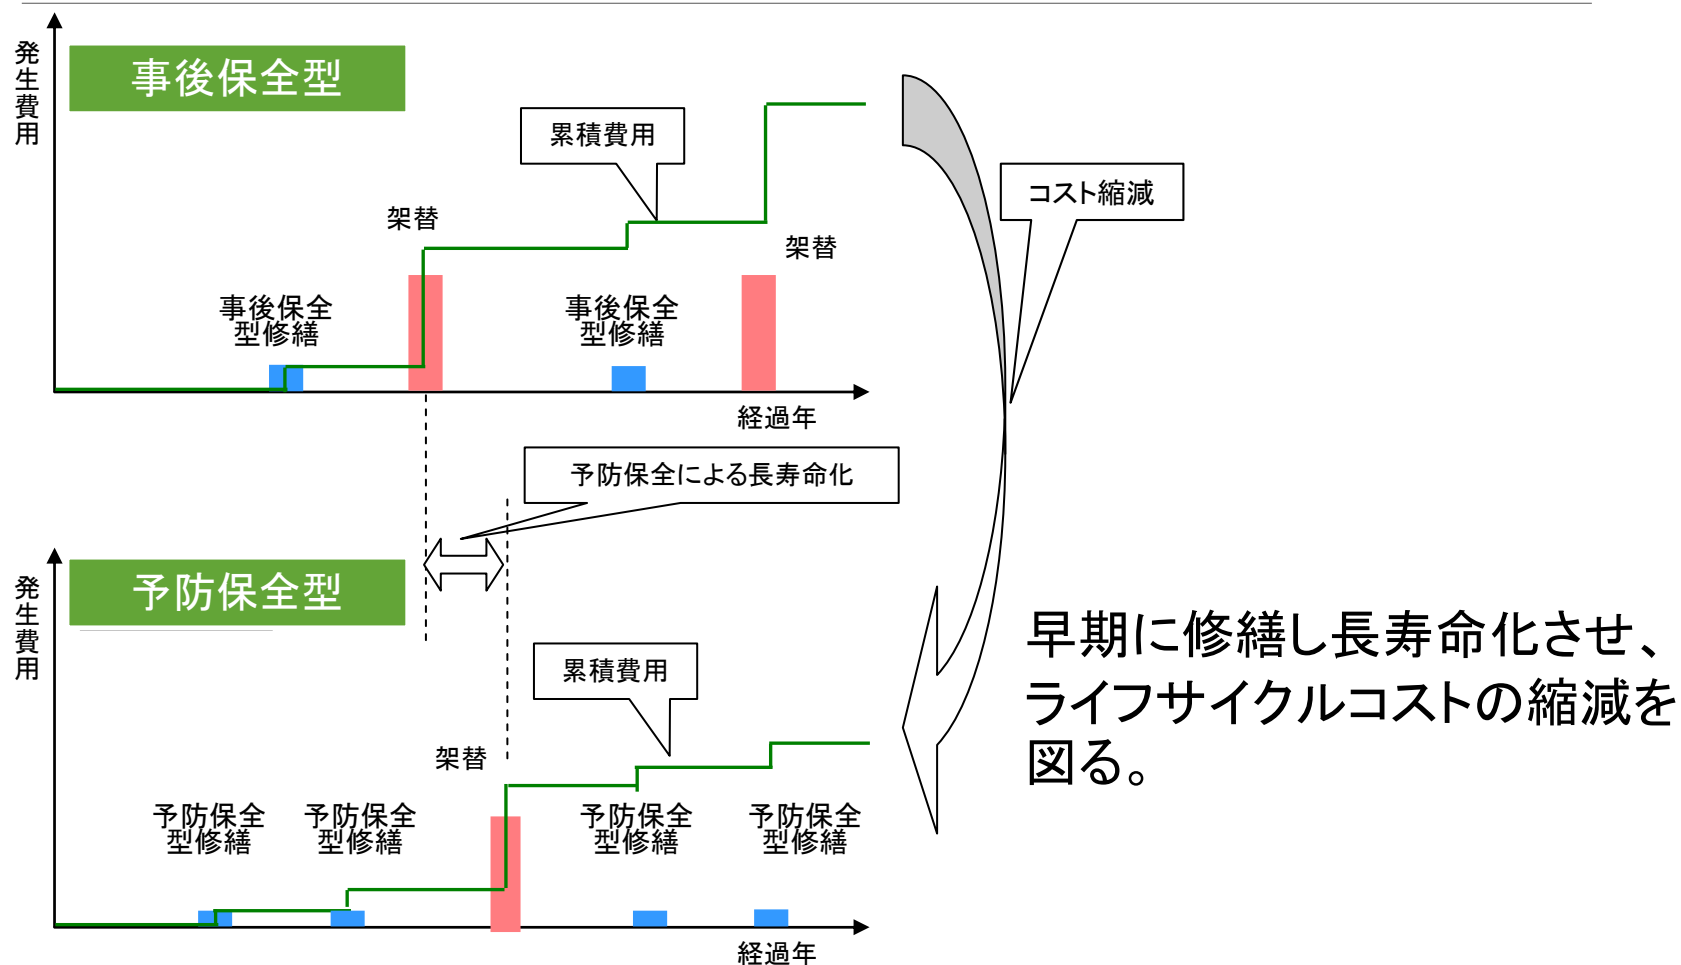 発生費用
事後保全型
累積費用
コスト縮減
架替
架替
事後保全
型修繕
事後保全
型修繕
経過年
予防保全による長寿命化
発生費用
予防保全型
累積費用
早期に修繕し長寿命化させ、
ライフサイクルコストの縮減を
図る。
架替
予防保全
型修繕
予防保全
型修繕
予防保全
型修繕
予防保全
型修繕
経過年